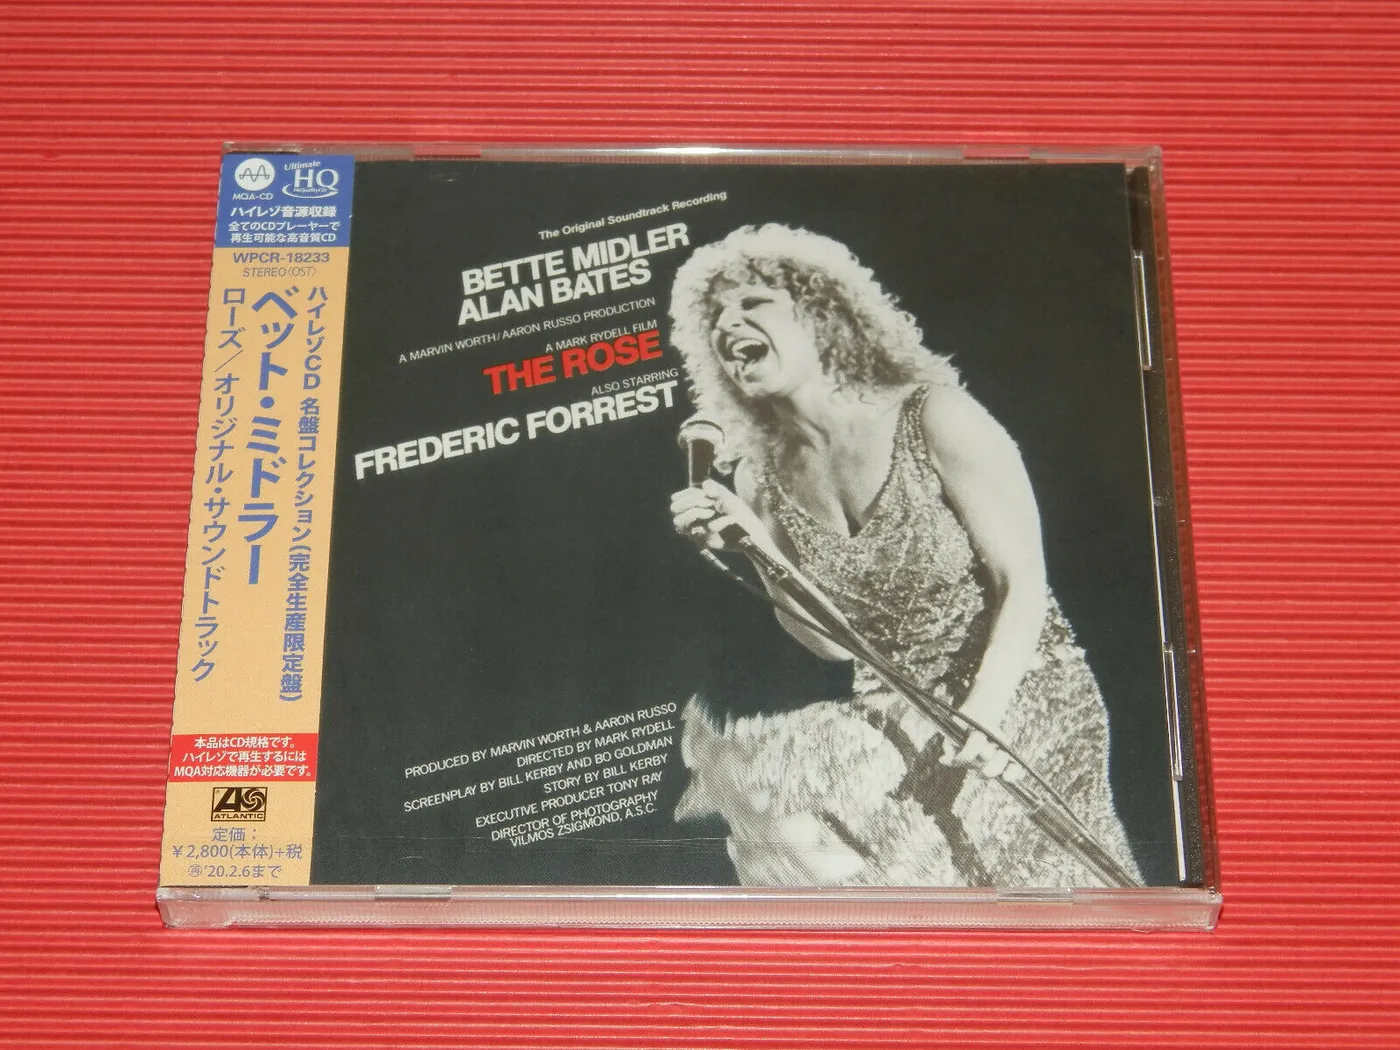 MQA-CD
Ultimate
HQ
HiQualityCD
ハイレゾ音源収録
全てのCDプレーヤーで
再生可能な高音質CD
WPCR-18233
STEREO〈OST〉
ハイレゾCD 名盤コレクション(完全生産限定盤)
ベット・ミドラー
ローズ/オリジナル・サウンドトラック
本品はCD規格です。
ハイレゾで再生するには
MQA対応機器が必要です。
ATLANTIC
定価:
¥2,800(本体)+税
㋐'20.2.6まで
The Original Soundtrack Recording
BETTE MIDLER
ALAN BATES
A MARVIN WORTH/AARON RUSSO PRODUCTION
A MARK RYDELL FILM
THE ROSE
ALSO STARRING
FREDERIC FORREST
PRODUCED BY MARVIN WORTH & AARON RUSSO
DIRECTED BY MARK RYDELL
SCREENPLAY BY BILL KERBY AND BO GOLDMAN
STORY BY BILL KERBY
EXECUTIVE PRODUCER TONY RAY
DIRECTOR OF PHOTOGRAPHY
VILMOS ZSIGMOND, A.S.C.